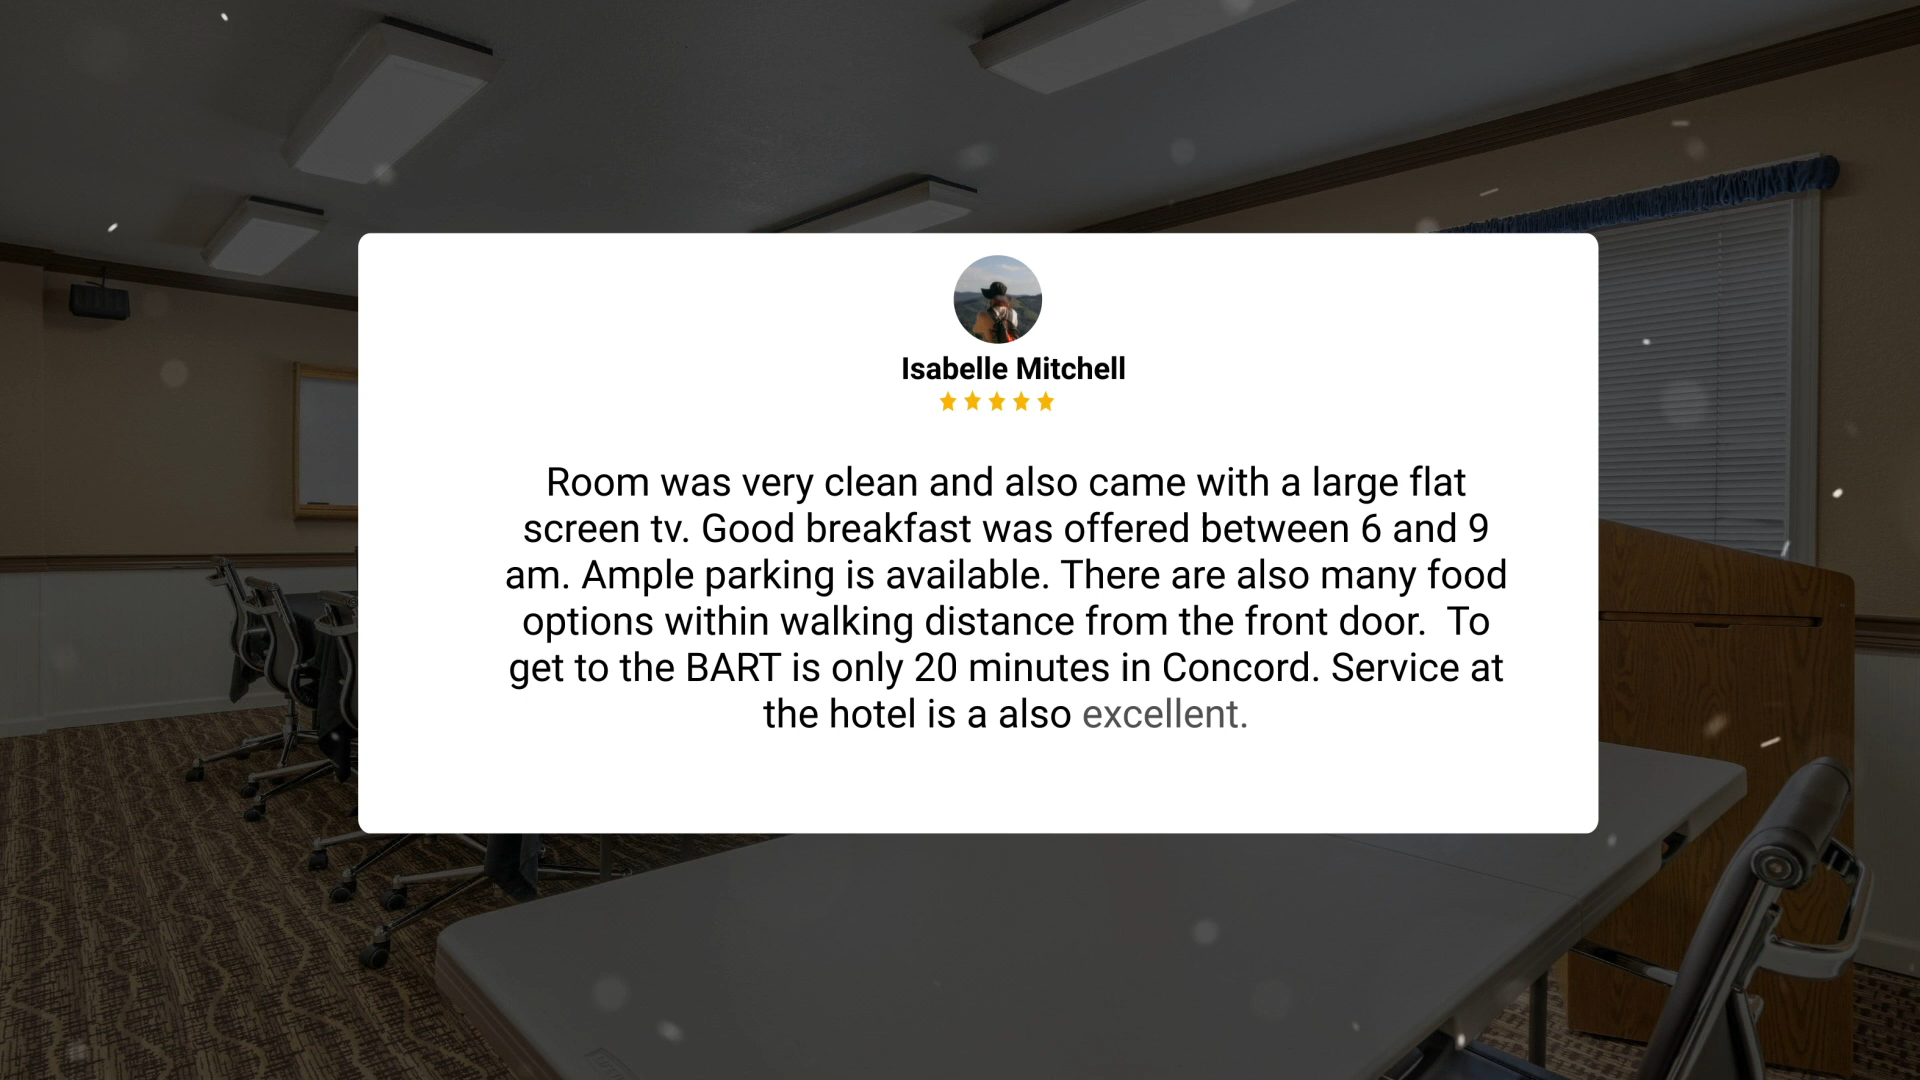 Isabelle Mitchell
Room was very clean and also came with a large flat
screen tv. Good breakfast was offered between 6 and 9
am. Ample parking is available. There are also many food
options within walking distance from the front door.  To
get to the BART is only 20 minutes in Concord. Service at
the hotel is a also excellent.